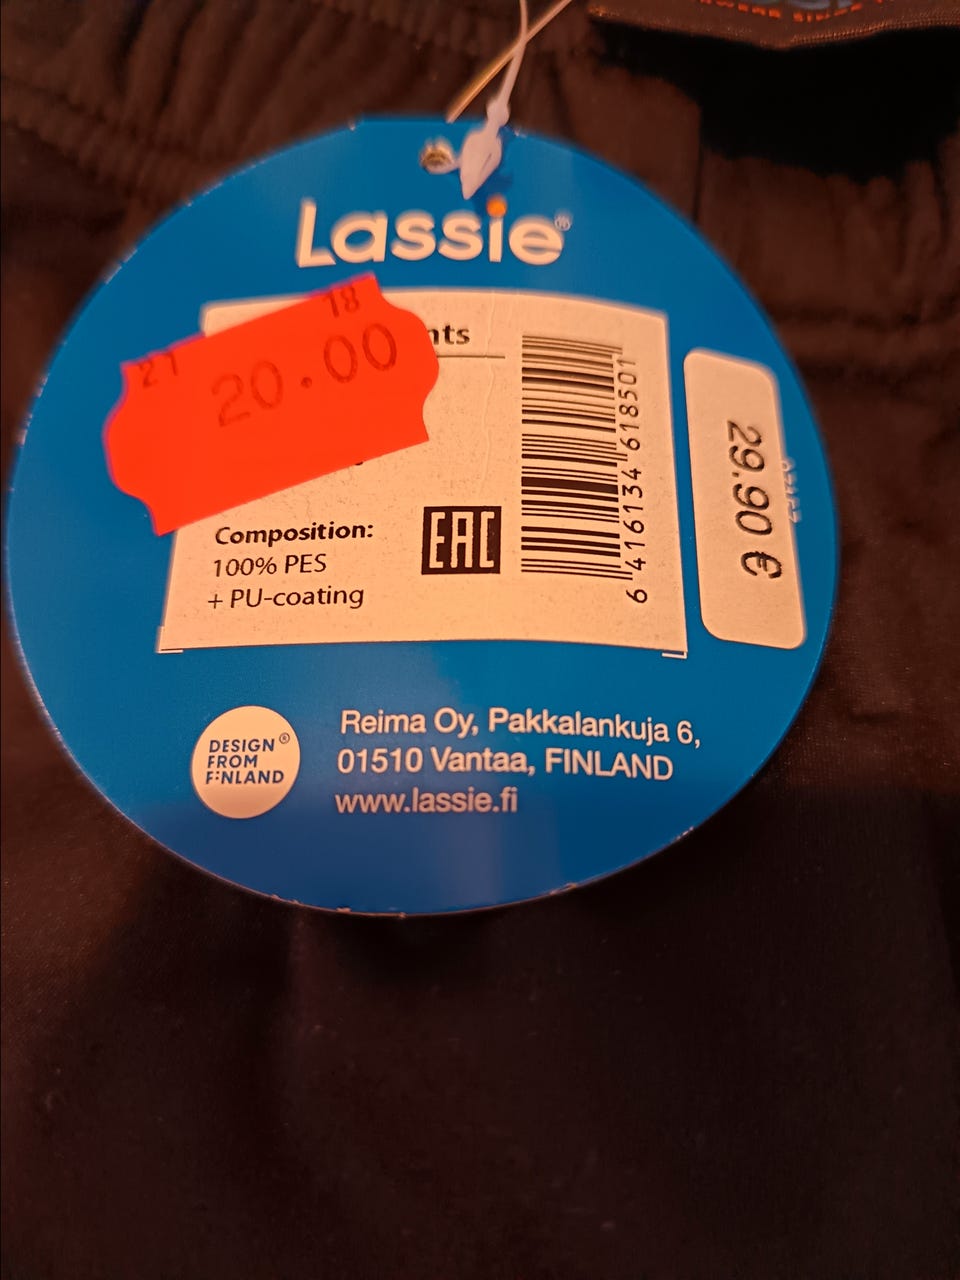 Lassie®
18
21
20.00
nts
Composition:
100% PES
+ PU-coating
EAC
6 416134 618501
29.90 €
DESIGN®
FROM
FINLAND
Reima Oy, Pakkalankuja 6,
01510 Vantaa, FINLAND
www.lassie.fi